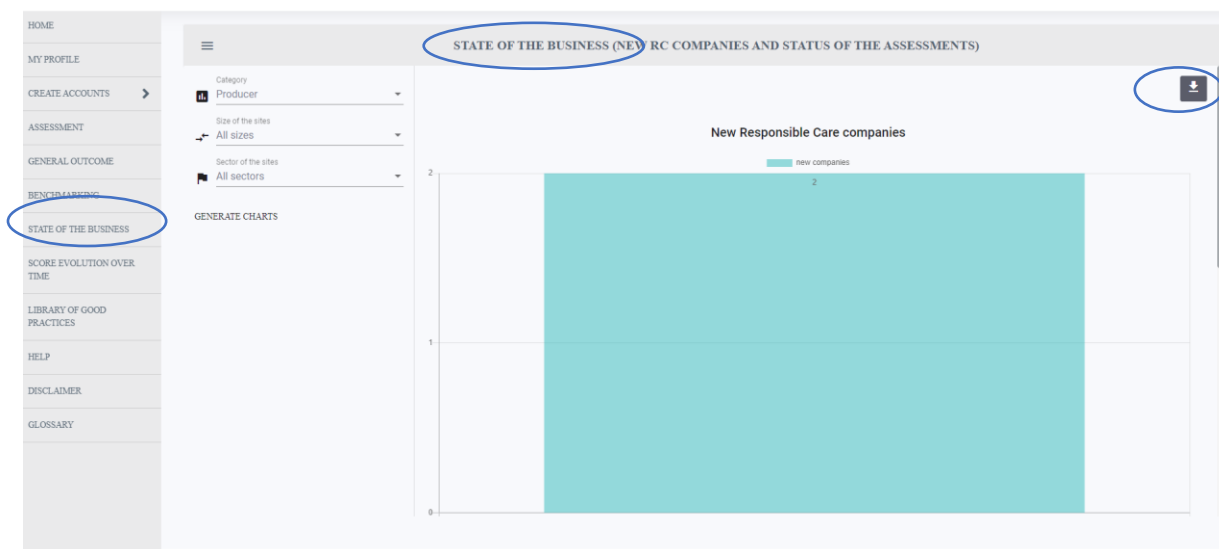 HOME
MY PROFILE
CREATE ACCOUNTS
ASSESSMENT
GENERAL OUTCOME
BENCHMARKING
STATE OF THE BUSINESS
SCORE EVOLUTION OVER
TIME
LIBRARY OF GOOD
PRACTICES
HELP
DISCLAIMER
GLOSSARY
STATE OF THE BUSINESS (NEW RC COMPANIES AND STATUS OF THE ASSESSMENTS)
Category
Producer
Size of the sites
All sizes
Sector of the sites
All sectors
GENERATE CHARTS
New Responsible Care companies
new companies
2
2
1
0